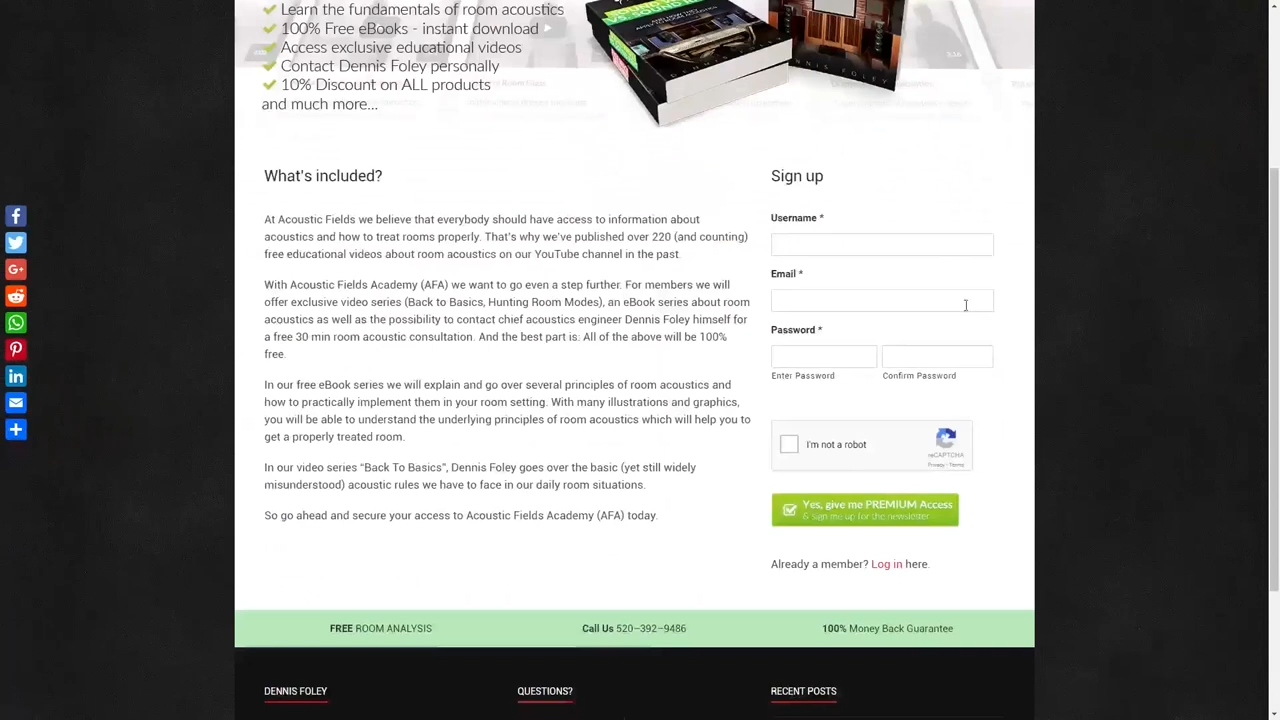 Learn the fundamentals of room acoustics
100% Free eBooks - instant download
Access exclusive educational videos
Contact Dennis Foley personally
10% Discount on ALL products
and much more...
What's included?
At Acoustic Fields we believe that everybody should have access to information about
acoustics and how to treat rooms properly. That's why we've published over 220 (and counting)
free educational videos about room acoustics on our YouTube channel in the past.
With Acoustic Fields Academy (AFA) we want to go even a step further. For members we will
offer exclusive video series (Back to Basics, Hunting Room Modes), an eBook series about room
acoustics as well as the possibility to contact chief acoustics engineer Dennis Foley himself for
a free 30 min room acoustic consultation. And the best part is: All of the above will be 100%
free.
In our free eBook series we will explain and go over several principles of room acoustics and
how to practically implement them in your room setting. With many illustrations and graphics,
you will be able to understand the underlying principles of room acoustics which will help you to
get a properly treated room.
In our video series “Back To Basics”, Dennis Foley goes over the basic (yet still widely
misunderstood) acoustic rules we have to face in our daily room situations.
So go ahead and secure your access to Acoustic Fields Academy (AFA) today.
Sign up
Username *
Email *
Password *
Enter Password
Confirm Password
I'm not a robot
reCAPTCHA
Privacy - Terms
Yes, give me PREMIUM Access
& sign me up for the newsletter
Already a member? Log in here.
FREE ROOM ANALYSIS
Call Us 520–392–9486
100% Money Back Guarantee
DENNIS FOLEY
QUESTIONS?
RECENT POSTS